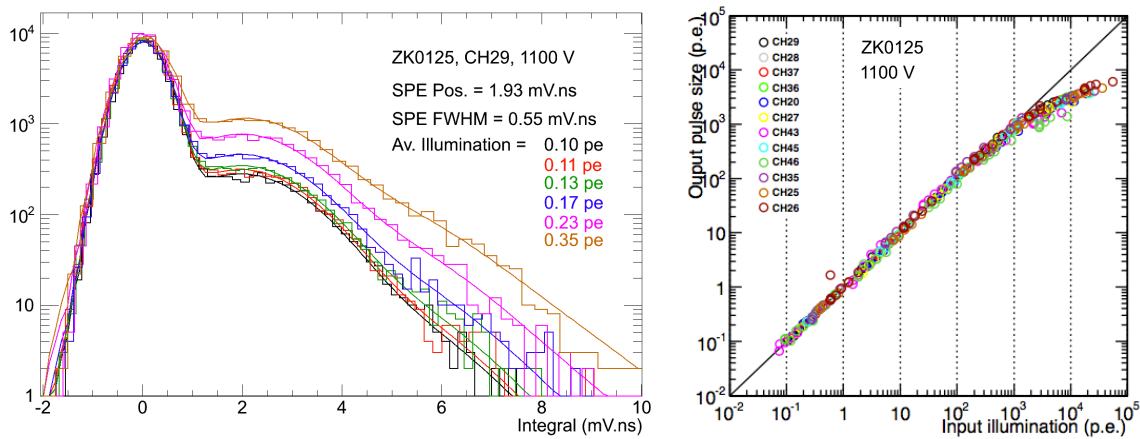 10⁴
10³
10²
10
1
-2
0
2
4
6
8
10
Integral (mV.ns)
ZK0125, CH29, 1100 V
SPE Pos. = 1.93 mV.ns
SPE FWHM = 0.55 mV.ns
Av. Illumination = 0.10 pe
0.11 pe
0.13 pe
0.17 pe
0.23 pe
0.35 pe
Ouput pulse size (p.e.)
10⁵
10⁴
10³
10²
10
1
10⁻¹
10⁻²
CH29
CH28
CH37
CH36
CH20
CH27
CH43
CH45
CH46
CH35
CH25
CH26
ZK0125
1100 V
10⁻²
10⁻¹
1
10
10²
10³
10⁴
10⁵
Input illumination (p.e.)